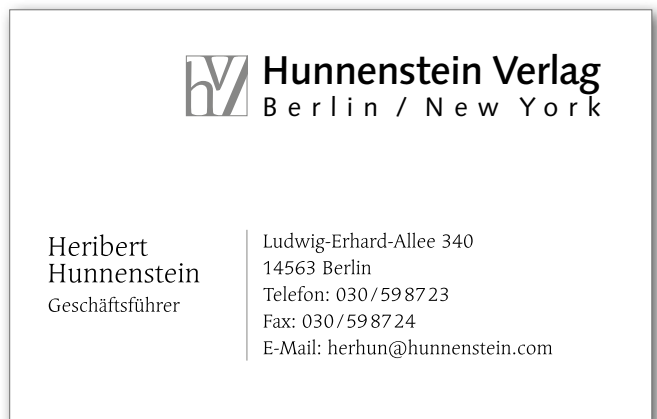 hV
Hunnenstein Verlag
Berlin / New York
Heribert
Hunnenstein
Geschäftsführer
Ludwig-Erhard-Allee 340
14563 Berlin
Telefon: 030/598723
Fax: 030/598724
E-Mail: herhun@hunnenstein.com